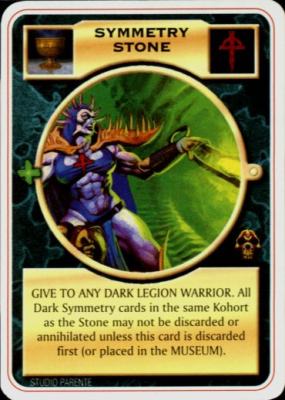 SYMMETRY
STONE
GIVE TO ANY DARK LEGION WARRIOR. All
Dark Symmetry cards in the same Kohort
as the Stone may not be discarded or
annihilated unless this card is discarded
first (or placed in the MUSEUM).
STUDIO PARENTE